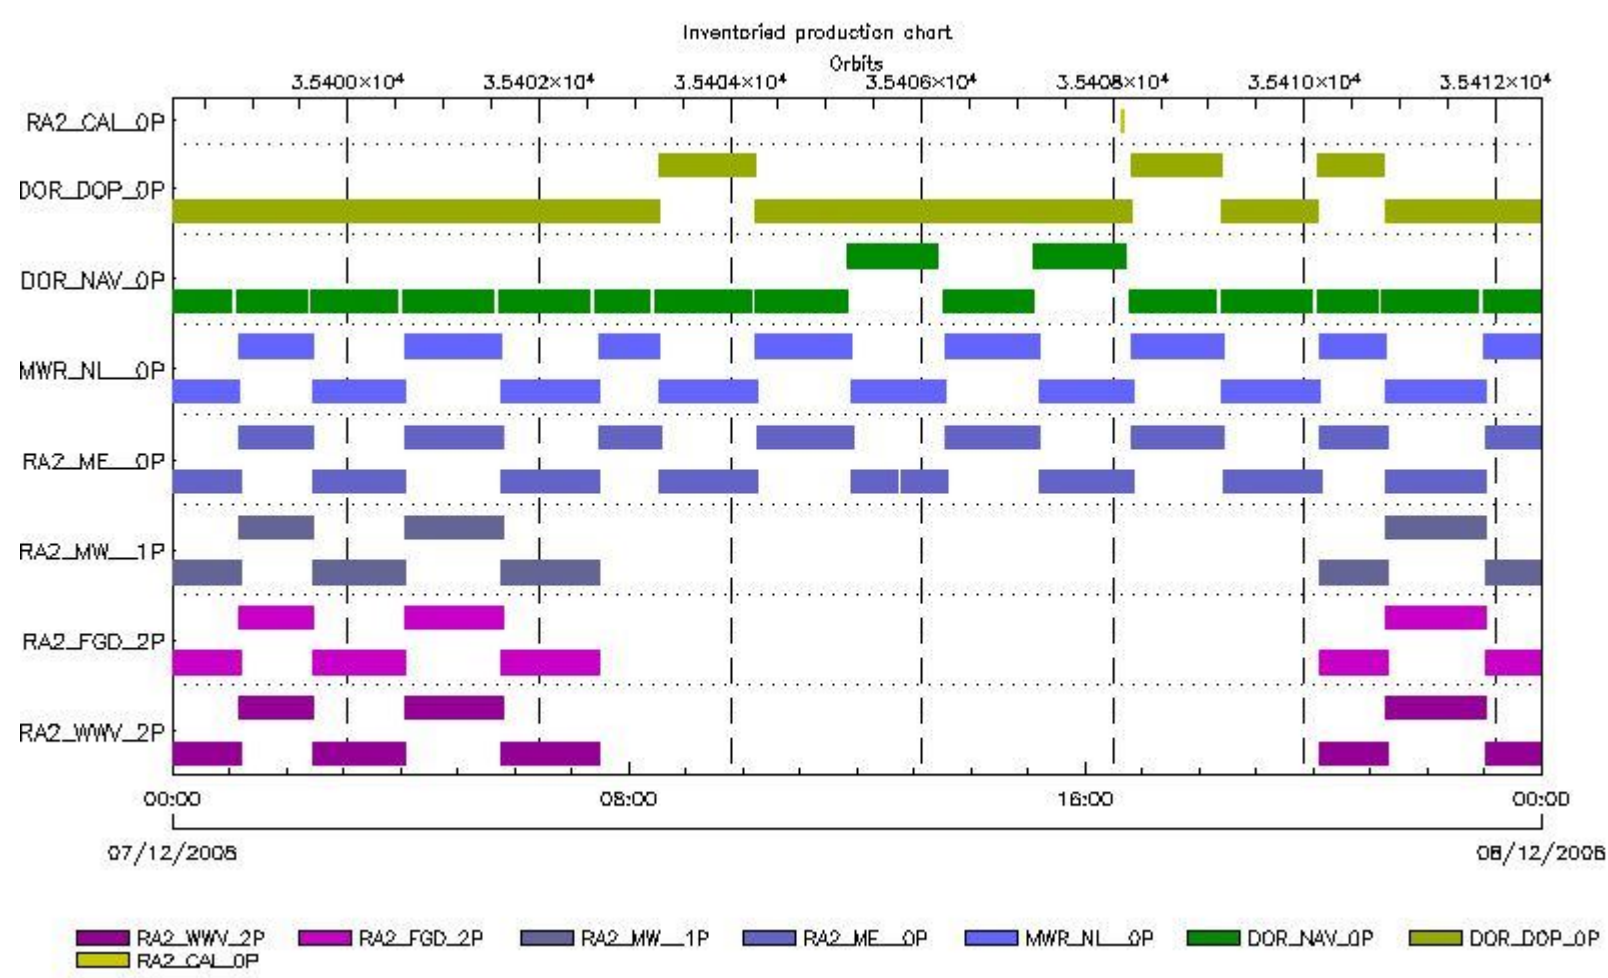 Inventoried production chart
Orbits
3.5400×10⁴ 3.5402×10⁴ 3.5404×10⁴ 3.5406×10⁴ 3.5408×10⁴ 3.5410×10⁴ 3.5412×10⁴
RA2_CAL_0P
DOR_DOP_0P
DOR_NAV_0P
MWR_NL__0P
RA2_ME__0P
RA2_MW__1P
RA2_FGD_2P
RA2_WWV_2P
00:00 08:00 16:00 00:00
07/12/2008 08/12/2008
RA2_WWV_2P RA2_FGD_2P RA2_MW__1P RA2_ME__0P MWR_NL__0P DOR_NAV_0P DOR_DOP_0P
RA2_CAL_0P